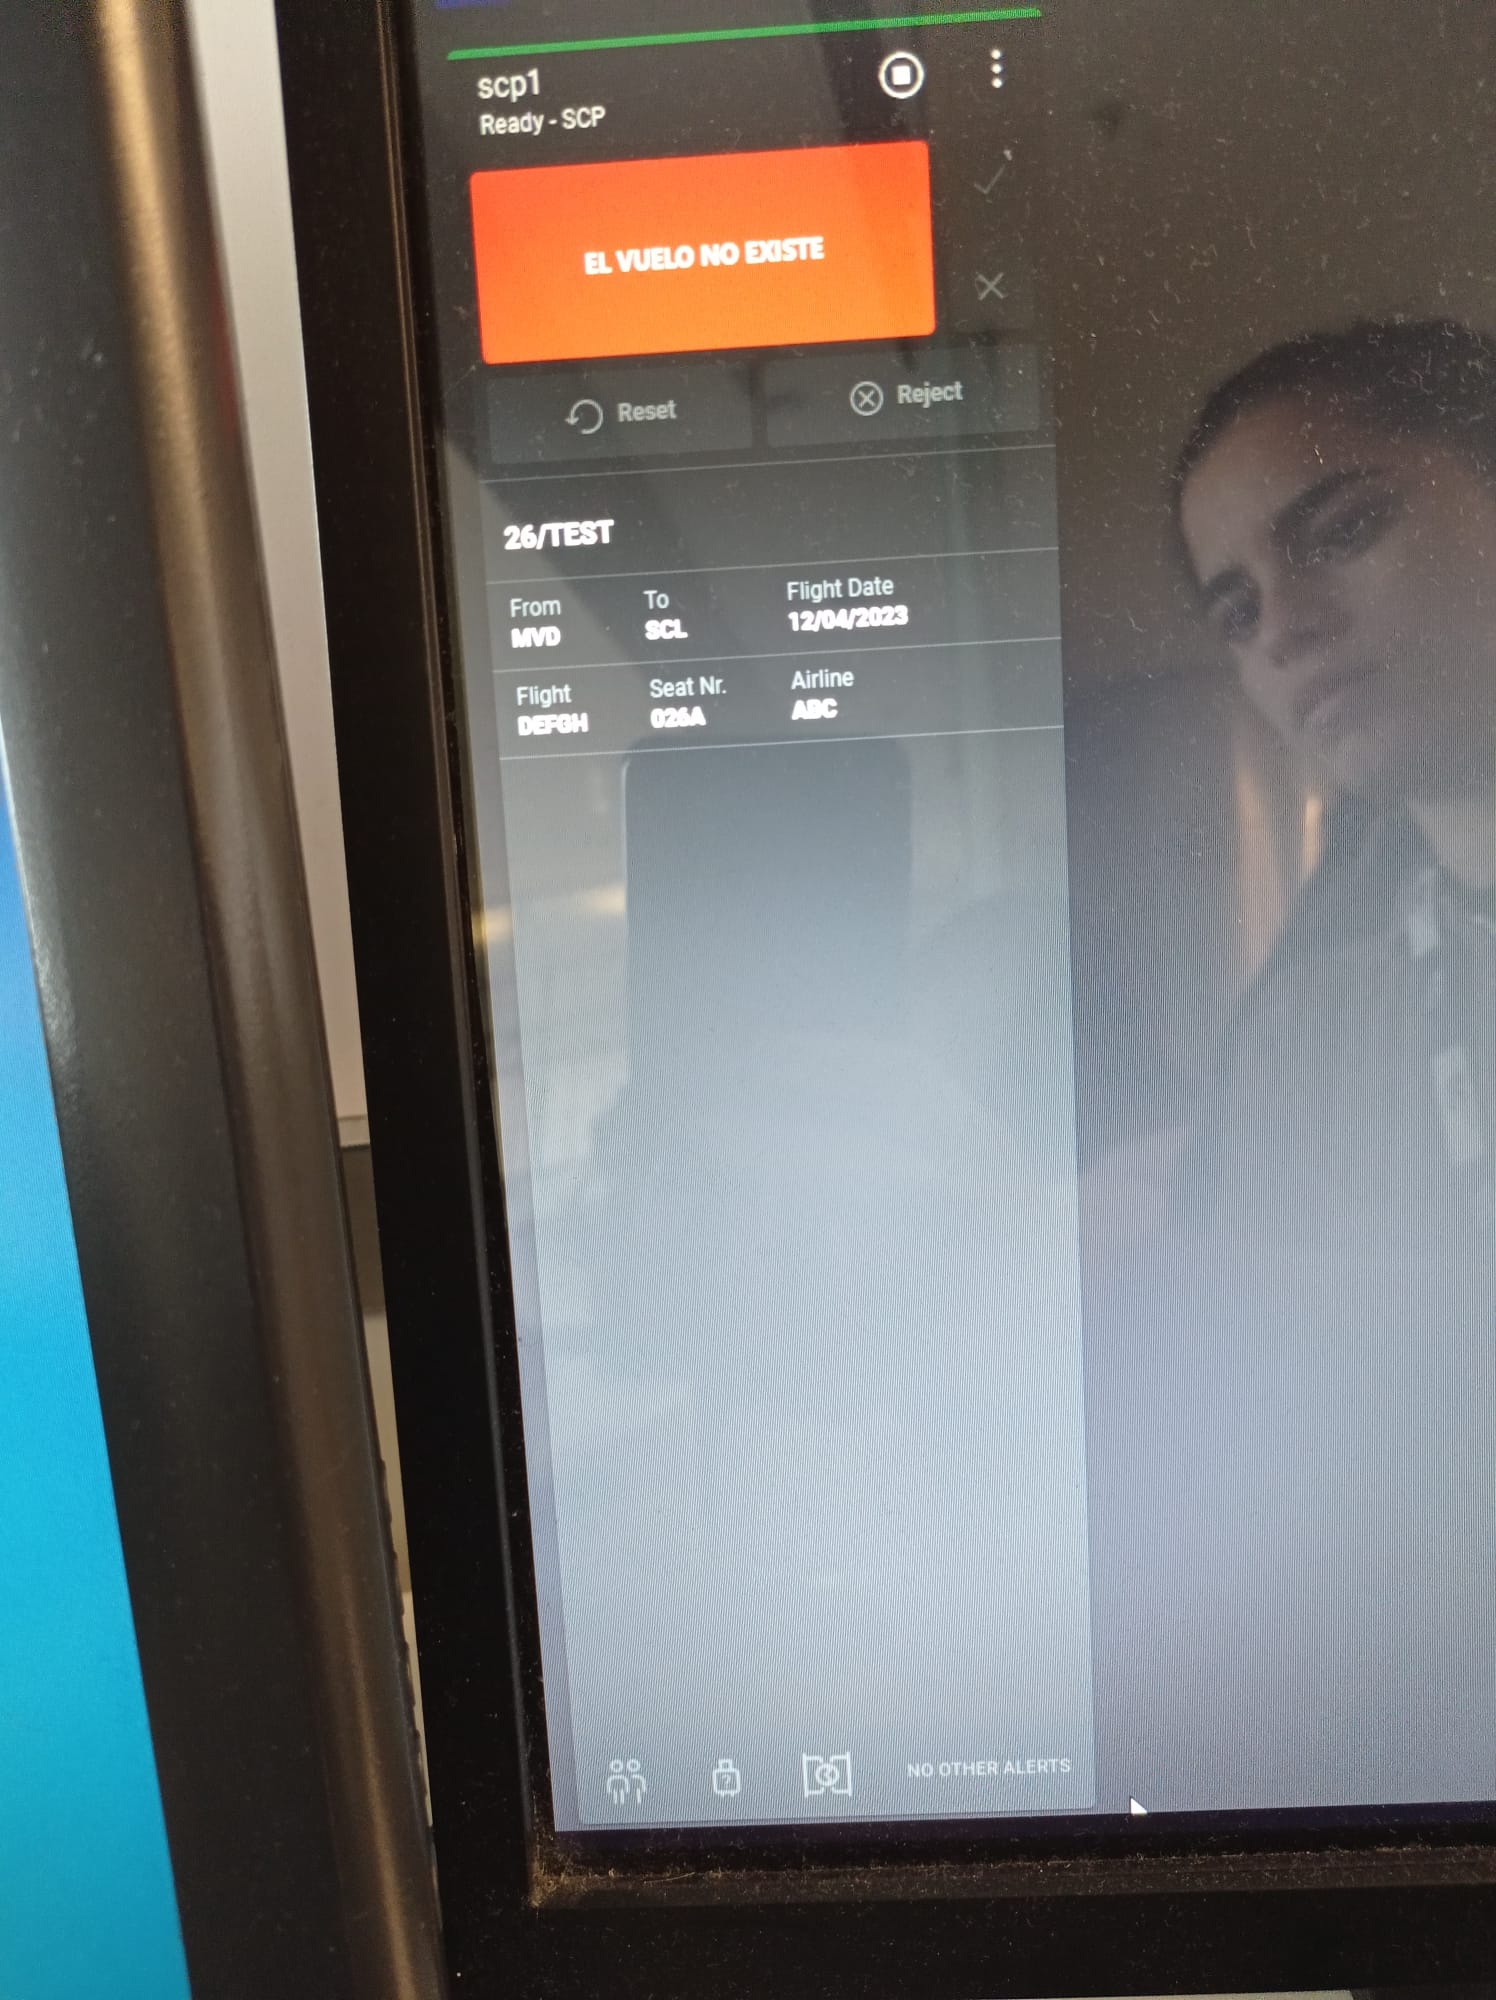 scp1
Ready - SCP
EL VUELO NO EXISTE
Reset
Reject
26/TEST
From To Flight Date
MVD SCL 12/04/2023
Flight Seat Nr. Airline
DEFGH 026A ABC
NO OTHER ALERTS